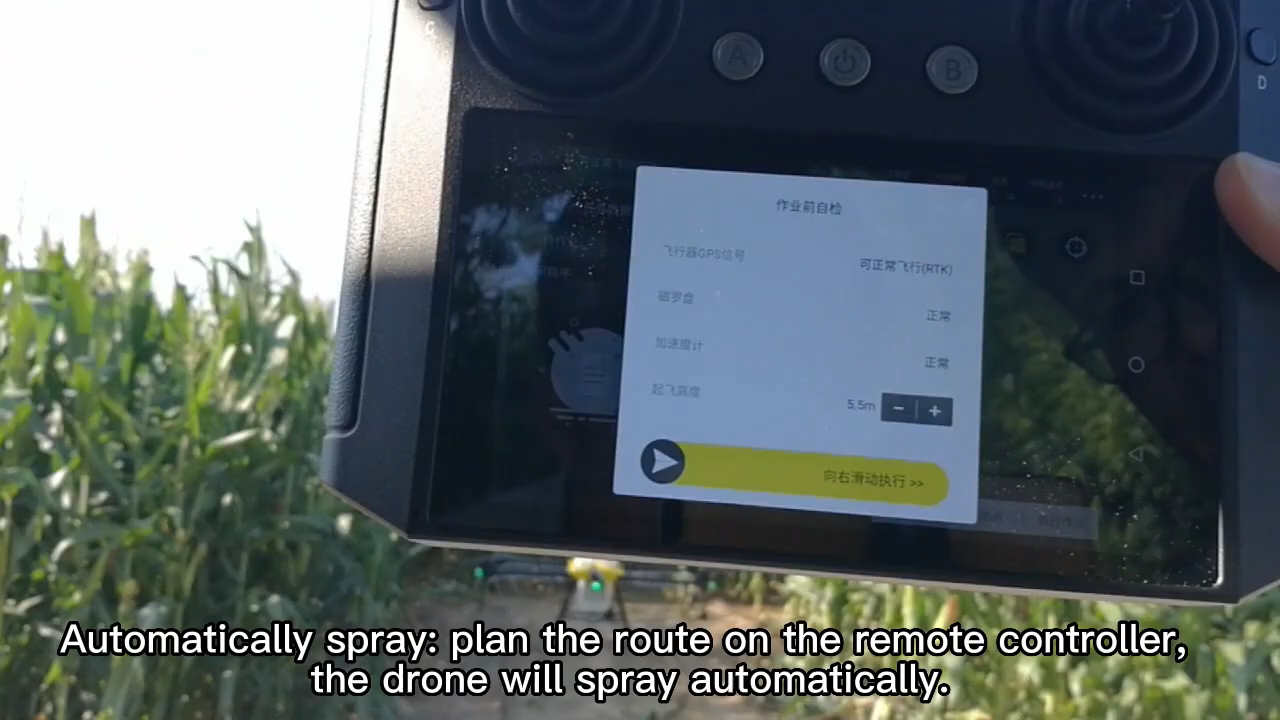 C
A
B
D
作业前自检
飞行器GPS信号
可正常飞行(RTK)
磁罗盘
正常
加速度计
正常
起飞高度
5.5m
向右滑动执行 >>
Automatically spray: plan the route on the remote controller,
the drone will spray automatically.